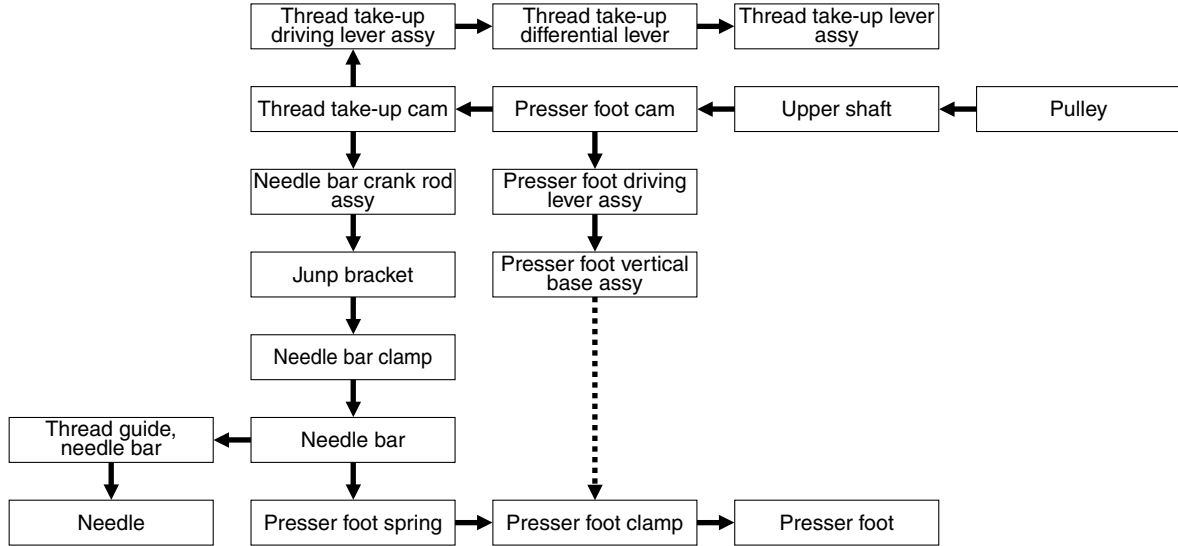 Thread take-up
driving lever assy
Thread take-up
differential lever
Thread take-up lever
assy
Thread take-up cam
Presser foot cam
Upper shaft
Pulley
Needle bar crank rod
assy
Presser foot driving
lever assy
Junp bracket
Presser foot vertical
base assy
Needle bar clamp
Thread guide,
needle bar
Needle bar
Needle
Presser foot spring
Presser foot clamp
Presser foot